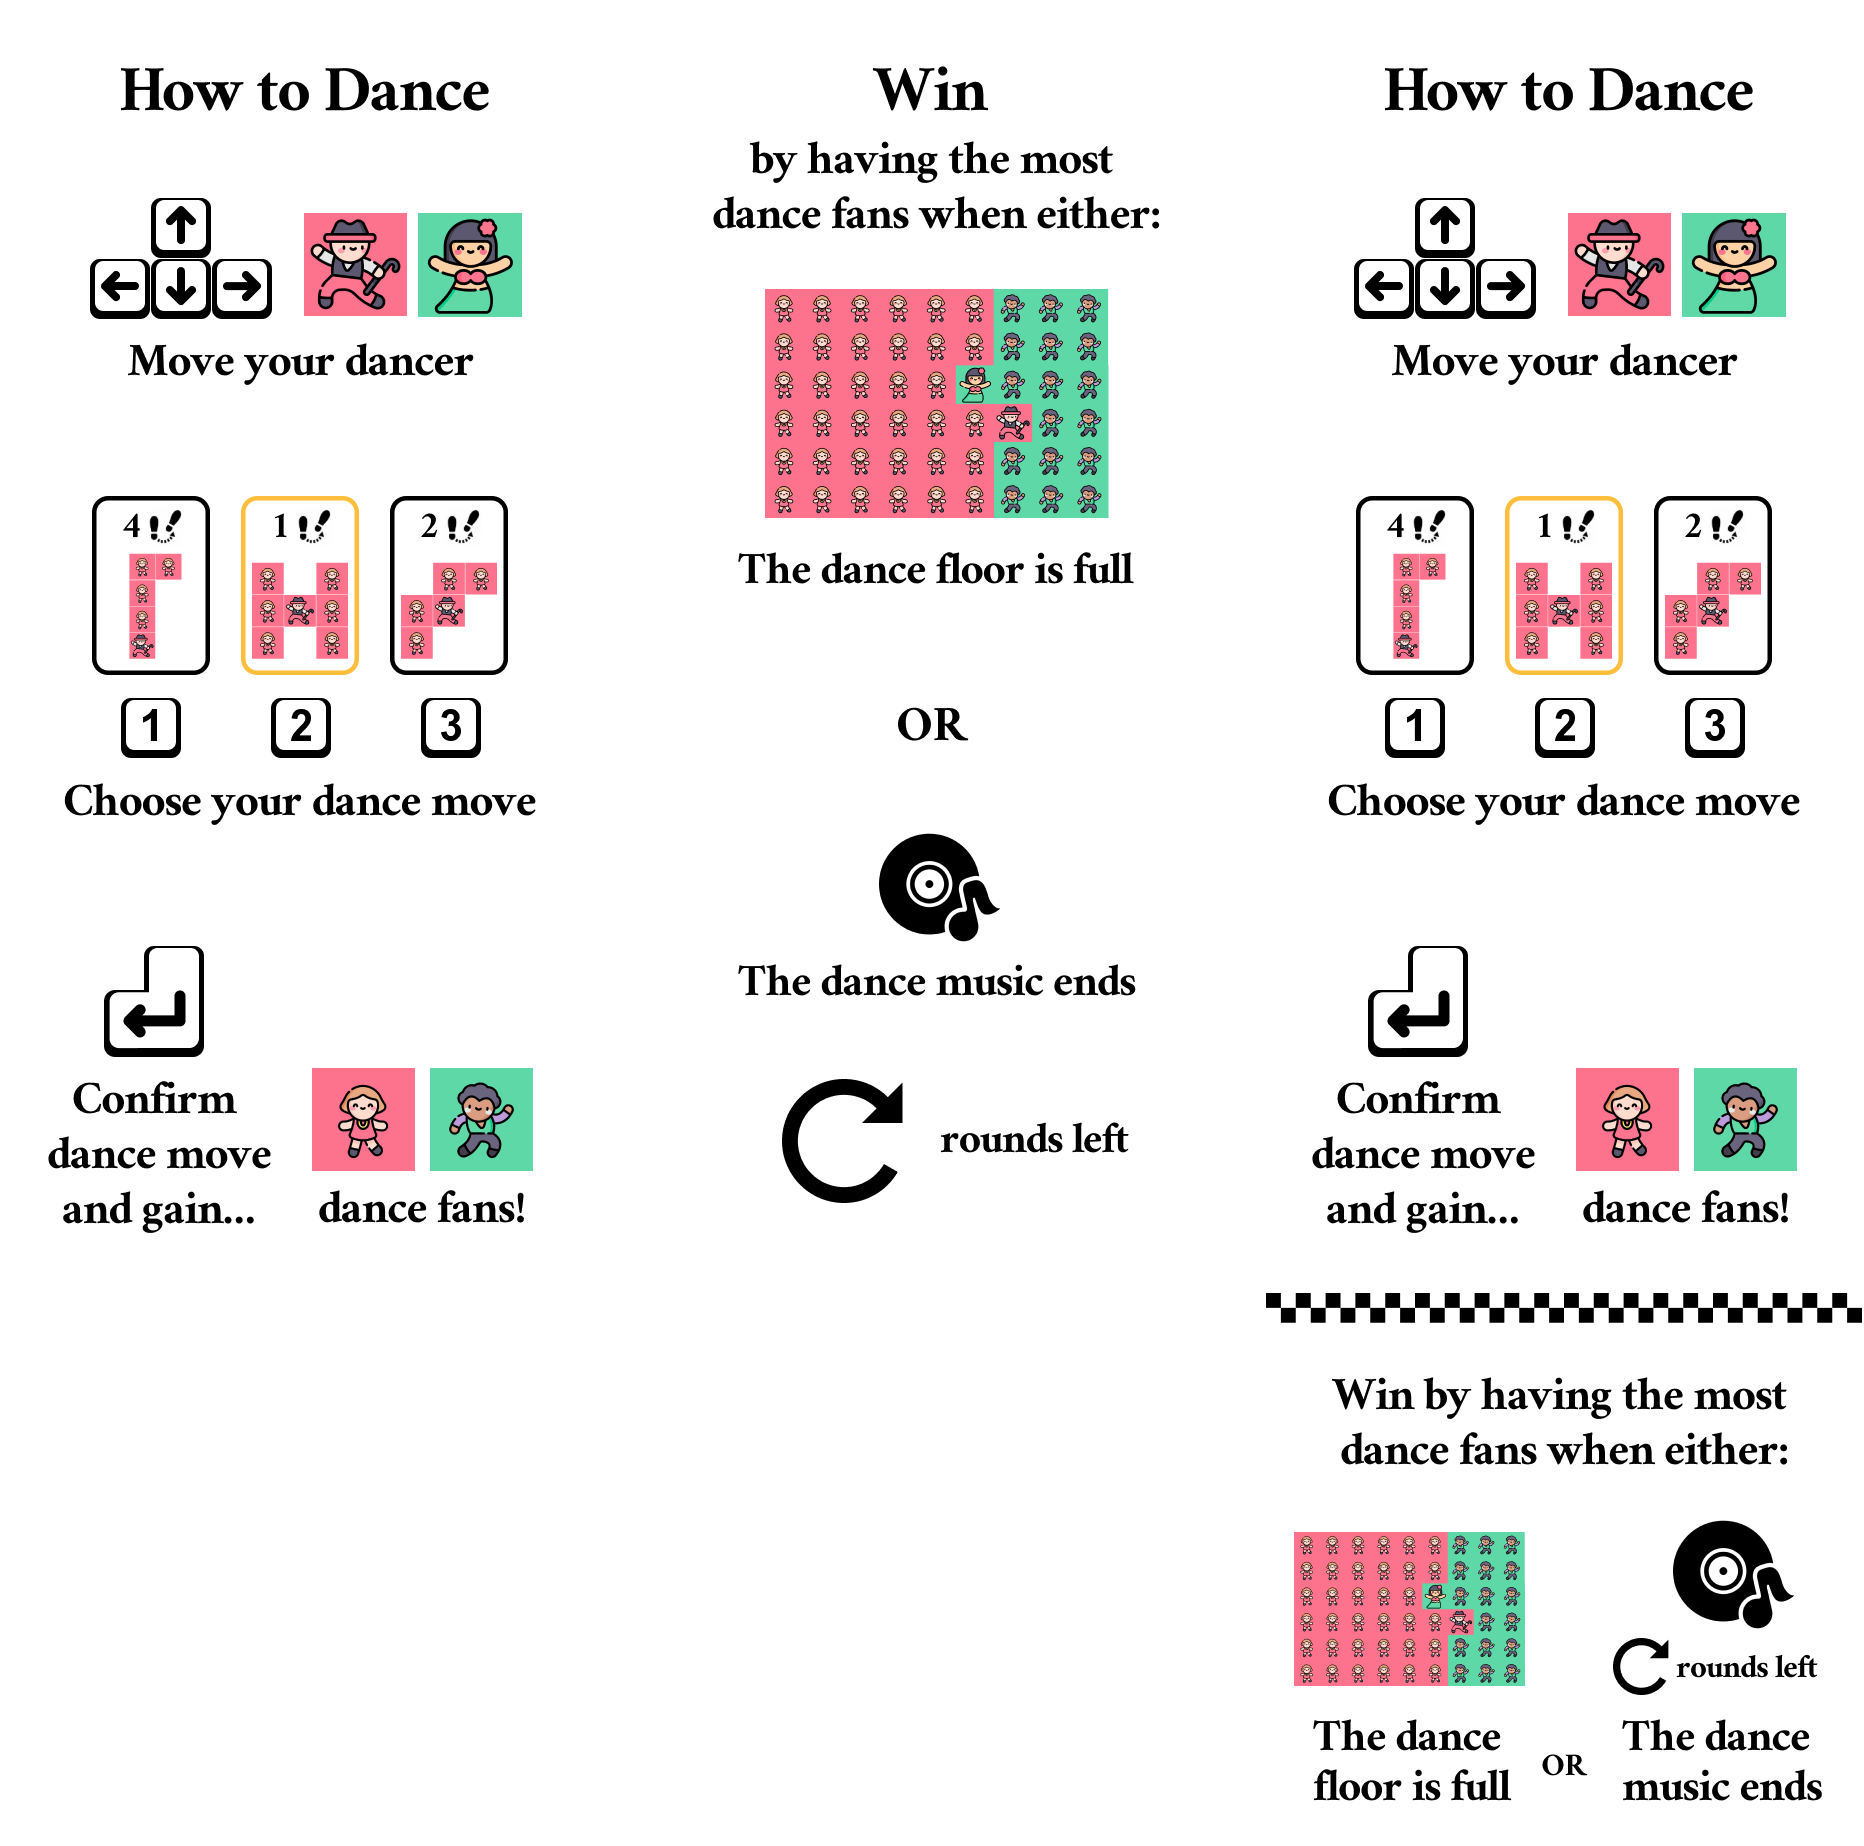 How to Dance
Move your dancer
4 1 2
1 2 3
Choose your dance move
Confirm
dance move
and gain...
dance fans!
Win
by having the most
dance fans when either:
The dance floor is full
OR
The dance music ends
rounds left
How to Dance
Move your dancer
4 1 2
1 2 3
Choose your dance move
Confirm
dance move
and gain...
dance fans!
Win by having the most
dance fans when either:
The dance
floor is full
OR
rounds left
The dance
music ends